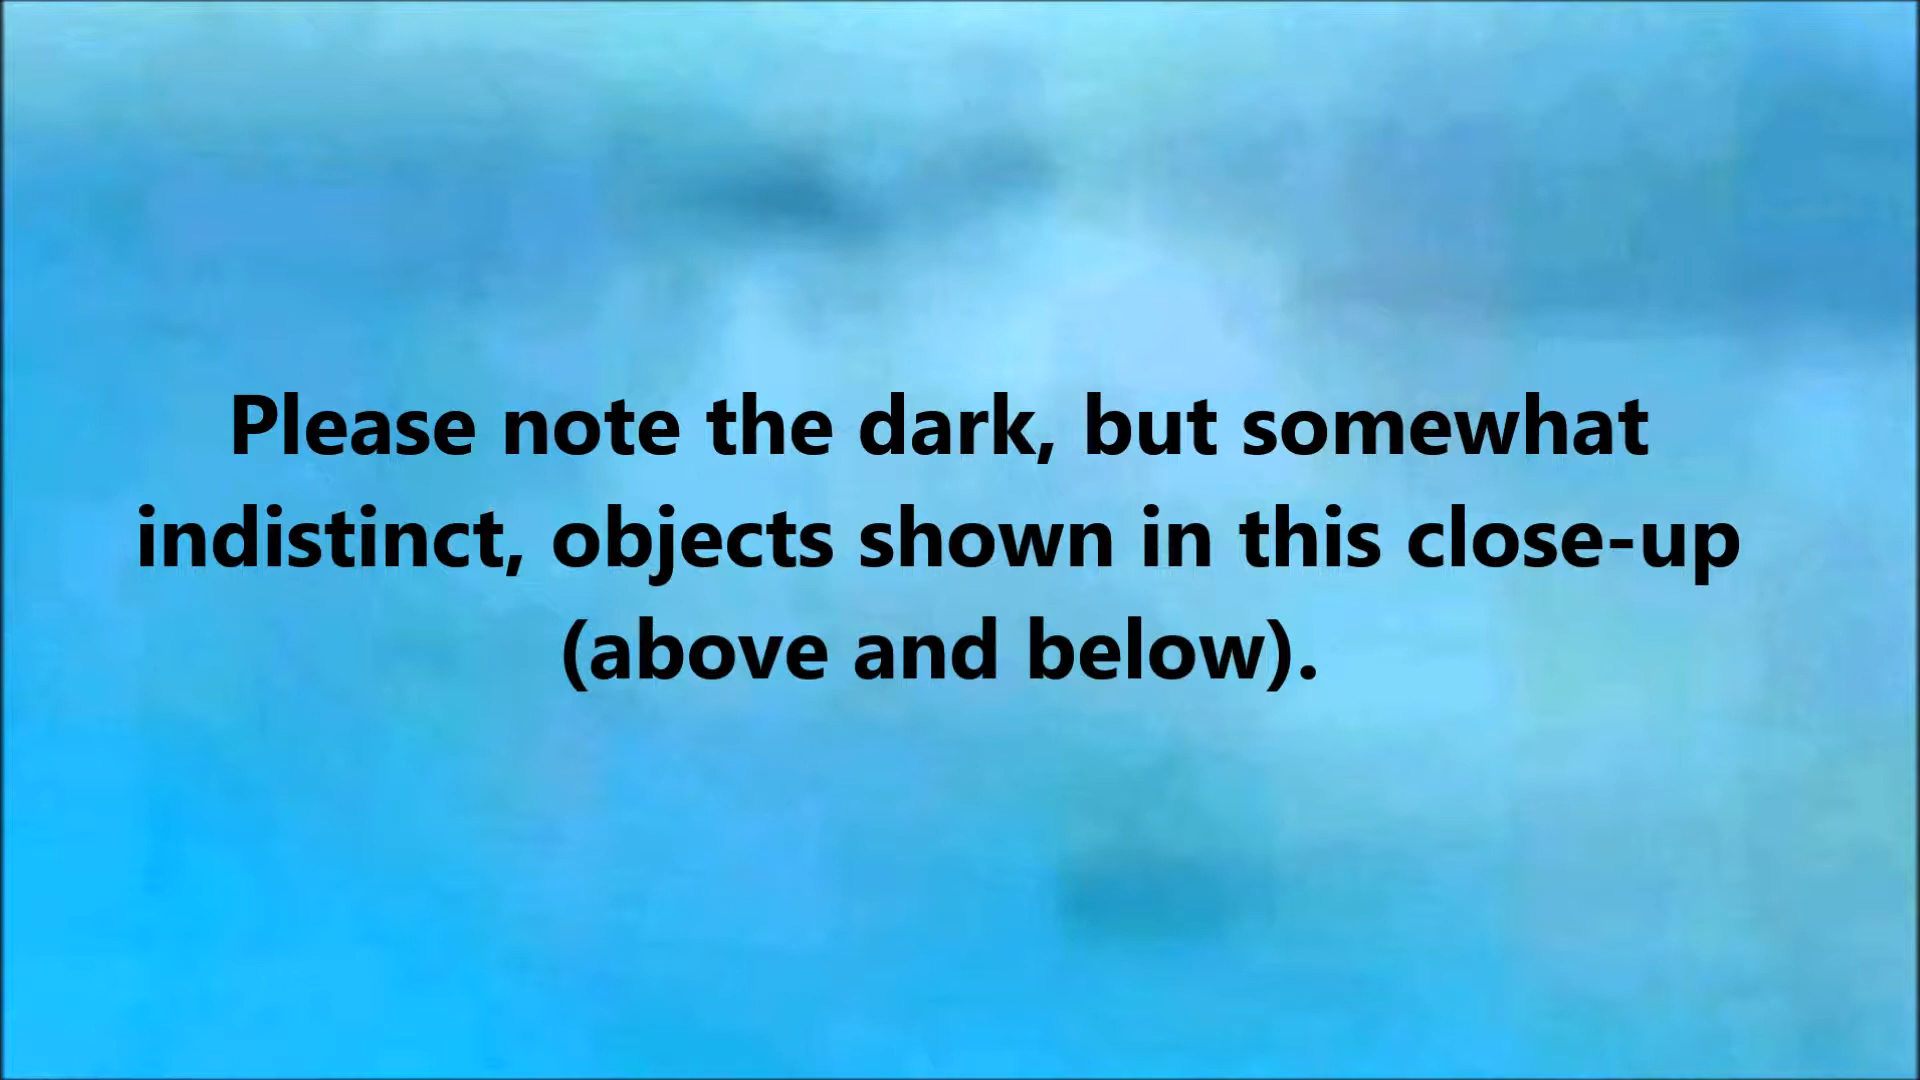 Please note the dark, but somewhat
indistinct, objects shown in this close-up
(above and below).